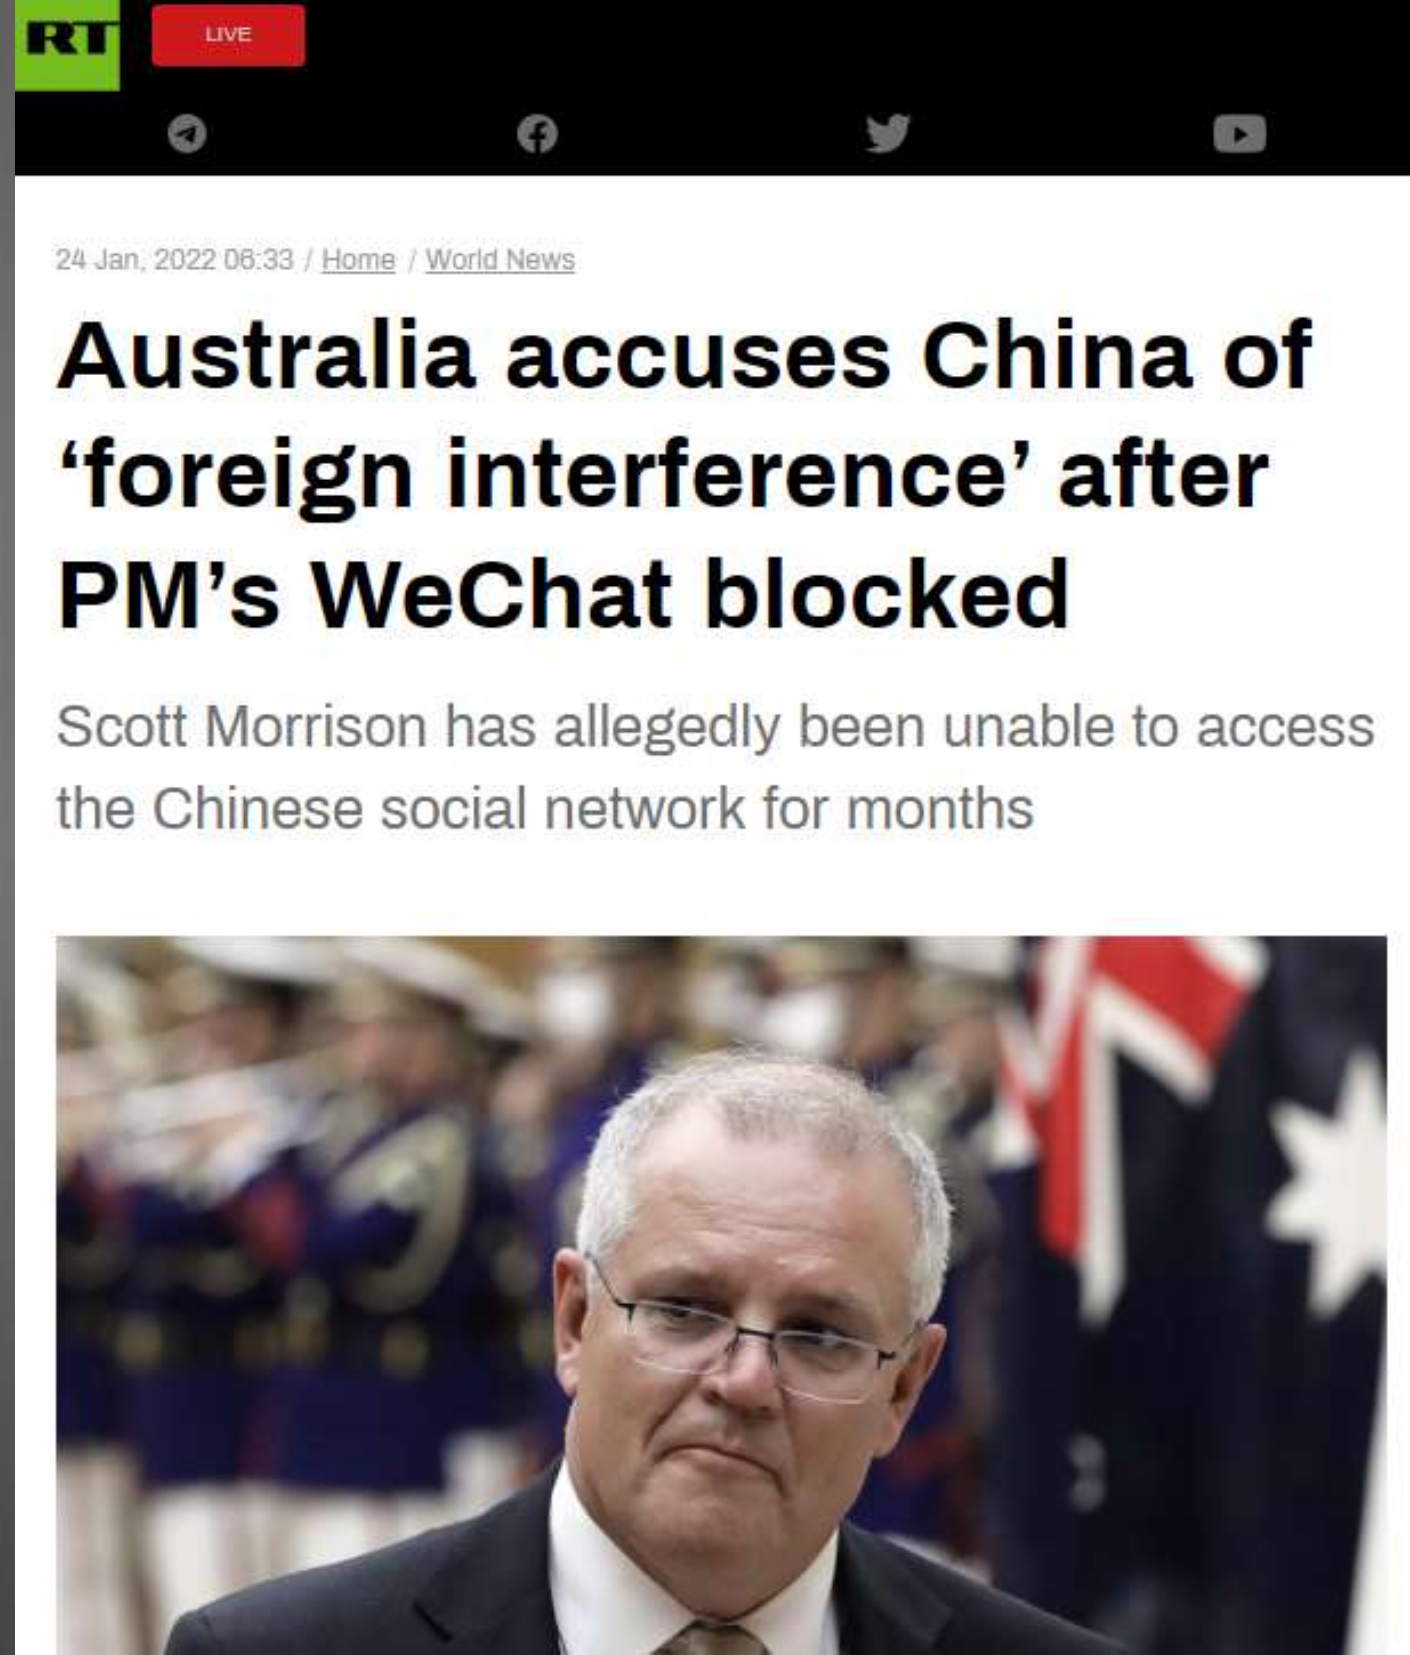 RT
LIVE
24 Jan, 2022 06:33 / Home / World News
Australia accuses China of
‘foreign interference’ after
PM’s WeChat blocked
Scott Morrison has allegedly been unable to access
the Chinese social network for months